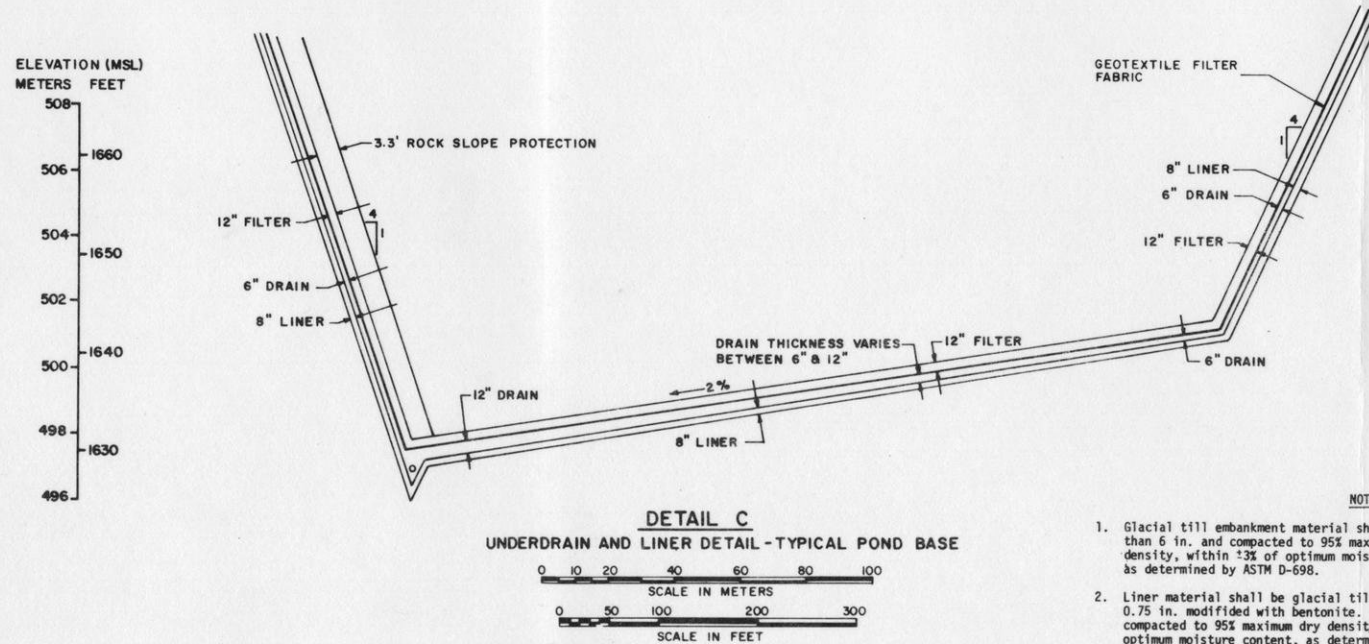 ELEVATION (MSL)
METERS FEET
508
1660
506
504
1650
502
1640
500
498
1630
496
3.3' ROCK SLOPE PROTECTION
12" FILTER
4
1
6" DRAIN
8" LINER
12" DRAIN
2%
DRAIN THICKNESS VARIES
BETWEEN 6" & 12"
12" FILTER
8" LINER
GEOTEXTILE FILTER
FABRIC
4
1
8" LINER
6" DRAIN
12" FILTER
6" DRAIN
DETAIL C
UNDERDRAIN AND LINER DETAIL - TYPICAL POND BASE
0 10 20 40 60 80 100
SCALE IN METERS
0 50 100 200 300
SCALE IN FEET
NOT
1. Glacial till embankment material sh
than 6 in. and compacted to 95% max
density, within ±3% of optimum mois
as determined by ASTM D-698.
2. Liner material shall be glacial til
0.75 in. modifided with bentonite.
compacted to 95% maximum dry densit
optimum moisture content, as determ